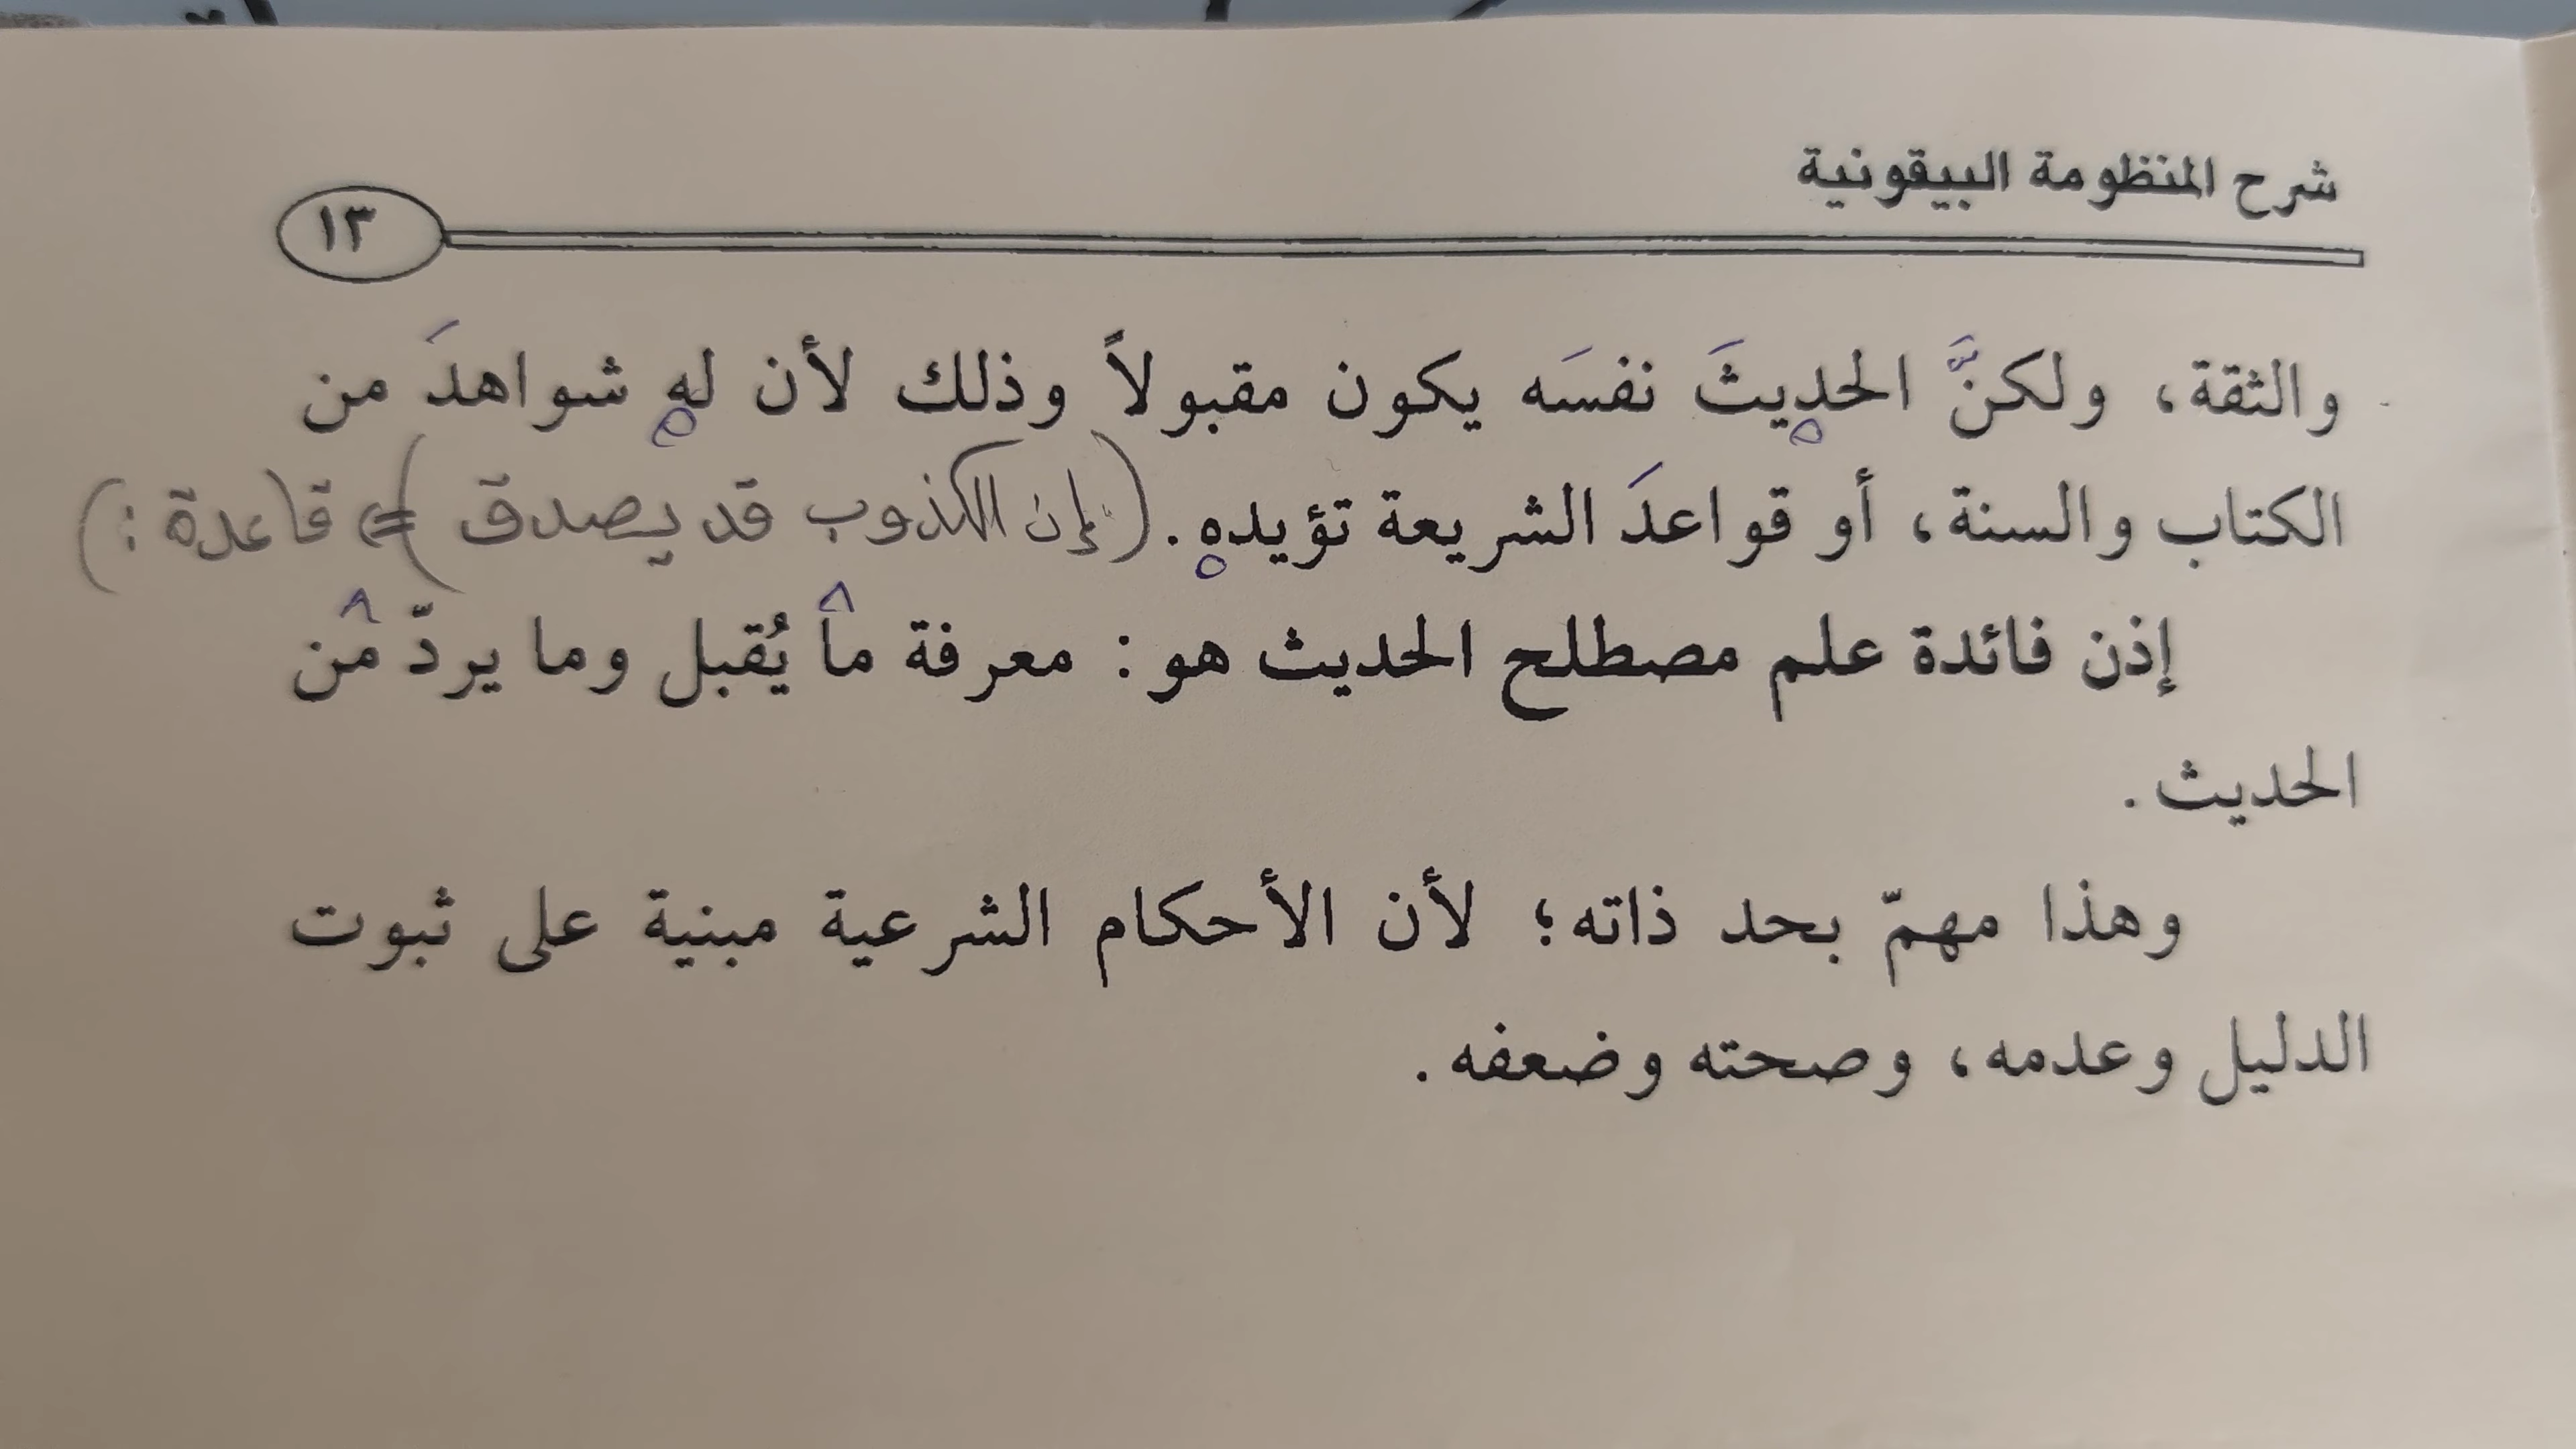 شرح المنظومة البيقونية
١٣
والثقة، ولكنَّ الحديثَ نفسَه يكون مقبولاً وذلك لأن له شواهدَ من
الكتاب والسنة، أو قواعدَ الشريعة تؤيده. (إن الكذوب قد يصدق) ⇐ قاعدة :)
إذن فائدة علم مصطلح الحديث هو: معرفة ما يُقبل وما يردّ من
الحديث.
وهذا مهمّ بحد ذاته؛ لأن الأحكام الشرعية مبنية على ثبوت
الدليل وعدمه، وصحته وضعفه.